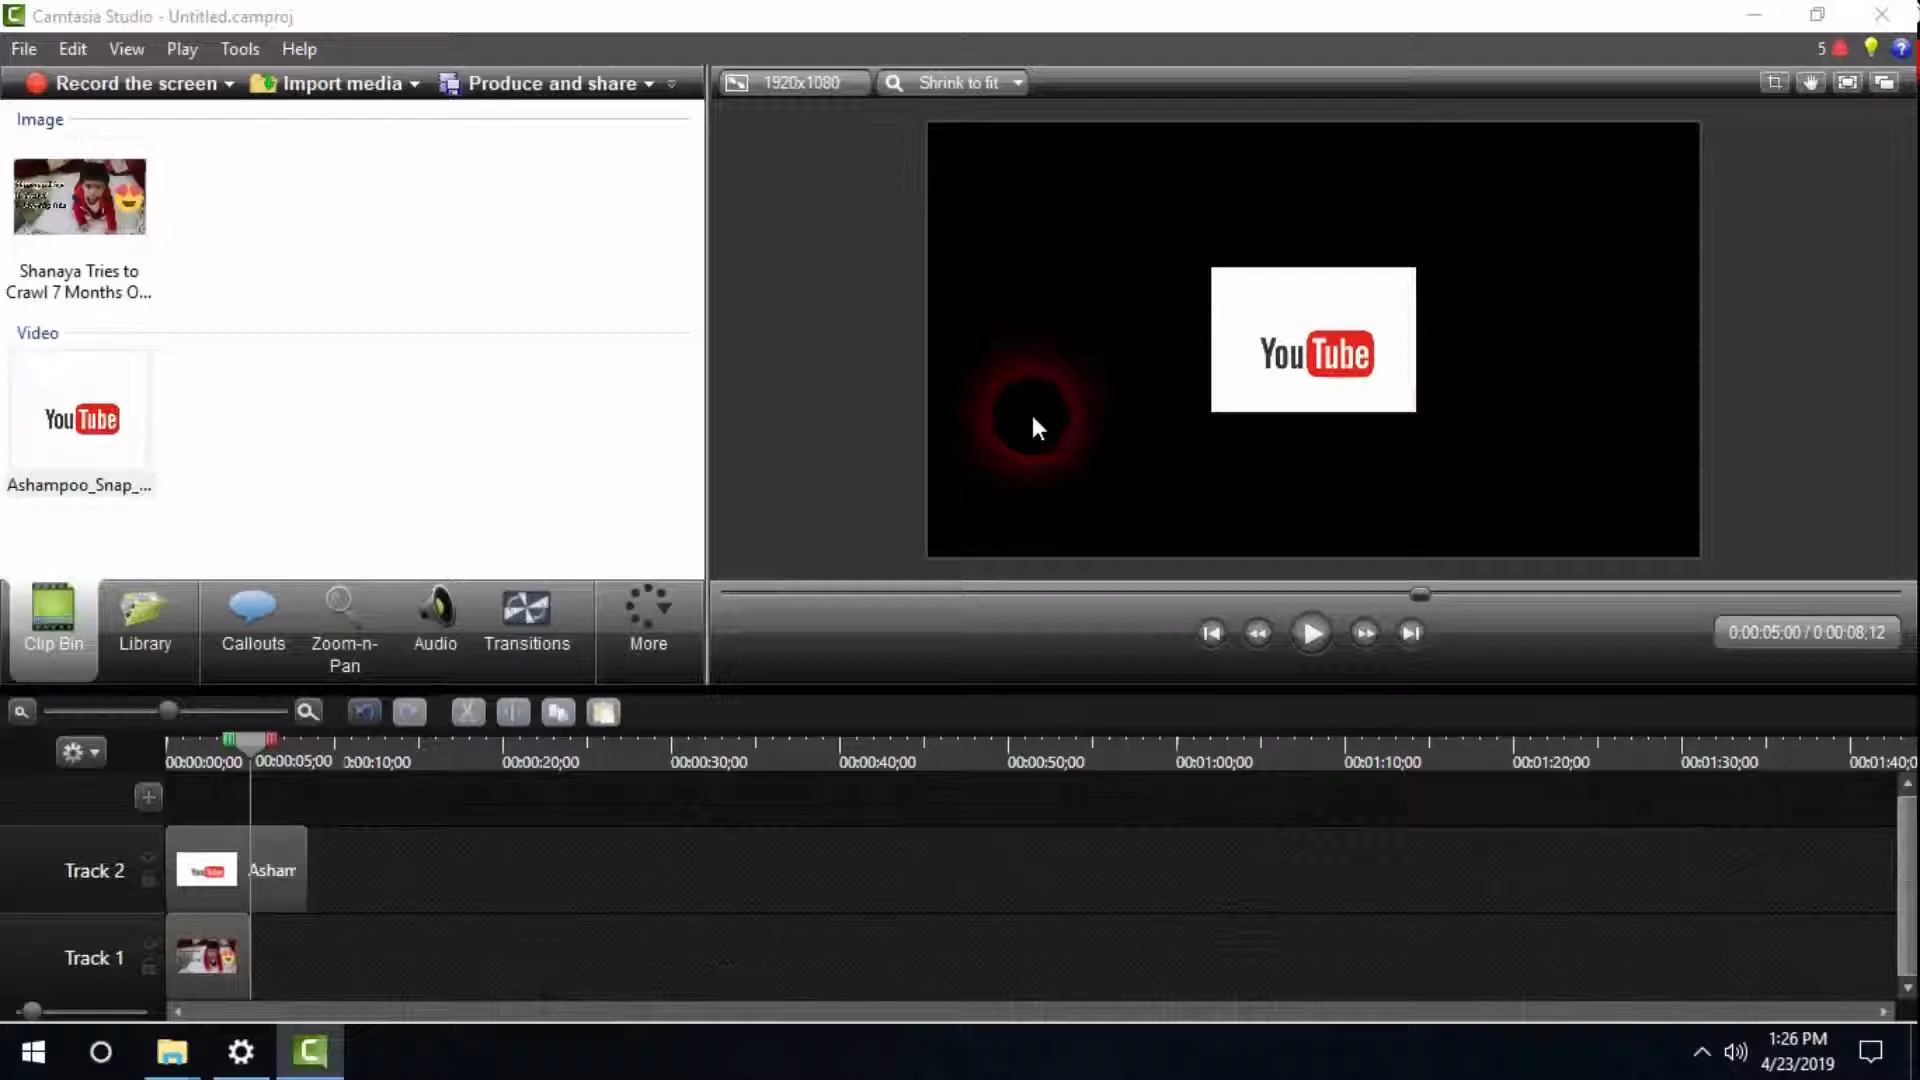 Camtasia Studio - Untitled.camproj
File Edit View Play Tools Help
5
Record the screen Import media Produce and share
1920x1080 Shrink to fit
Image
Shanaya Tries to
Crawl 7 Months O...
Video
YouTube
Ashampoo_Snap_...
YouTube
Clip Bin Library Callouts Zoom-n-
Pan Audio Transitions More
0:00:05;00 / 0:00:08;12
00:00:00;00 00:00:05;00 0:00:10;00 00:00:20;00 00:00:30;00 00:00:40;00 00:00:50;00 00:01:00;00 00:01:10;00 00:01:20;00 00:01:30;00 00:01:40;0
Track 2 YouTube Asham
Track 1
1:26 PM
4/23/2019